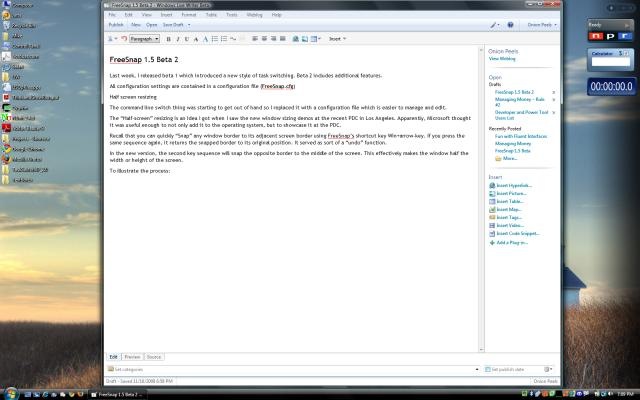 FreeSnap 1.5 Beta 2 - Windows Live Writer Beta
File Edit View Insert Format Table Tools Weblog Help
Onion Peels
Publish New Open Save Draft
Paragraph B I U A Insert
FreeSnap 1.5 Beta 2
Last week, I released beta 1 which introduced a new style of task switching. Beta 2 includes additional features.
All configuration settings are contained in a configuration file (FreeSnap.cfg)
Half screen resizing
The command line switch thing was starting to get out of hand so I replaced it with a configuration file which is easier to manage and edit.
The "Half-screen" resizing is an idea I got when I saw the new window sizing demos at the recent PDC in Los Angeles. Apparently, Microsoft thought
it was useful enough to not only add it to the operating system, but to showcase it at the PDC.
Recall that you can quickly "Snap" any window border to its adjacent screen border using FreeSnap's shortcut key Win+arrow-key. If you press the
same sequence again, it returns the snapped border to its original position. It served as sort of a "undo" function.
In the new version, the second key sequence will snap the opposite border to the middle of the screen. This effectively makes the window half the
width or height of the screen.
To illustrate the process:
Edit Preview Source
Set categories
Set publish date
Draft - Saved 11/16/2008 6:59 PM
Onion Peels
Onion Peels
View Weblog
Open
Drafts
FreeSnap 1.5 Beta 2
Managing Money – Rule
#2
Developer and Power Tool
Users List
Recently Posted
Fun with Fluent Interfaces
Managing Money
FreeSnap 1.5 Beta
More...
Insert
Insert Hyperlink...
Insert Picture...
Insert Table...
Insert Map...
Insert Tags...
Insert Video...
Insert Code Snippet...
Add a Plug-in...
Ready
n p r
Calculator
00:00:00.0
Google Chrome
Mozilla Firefox
FreeSnap 1.5 Beta 2 ...
7:09 PM